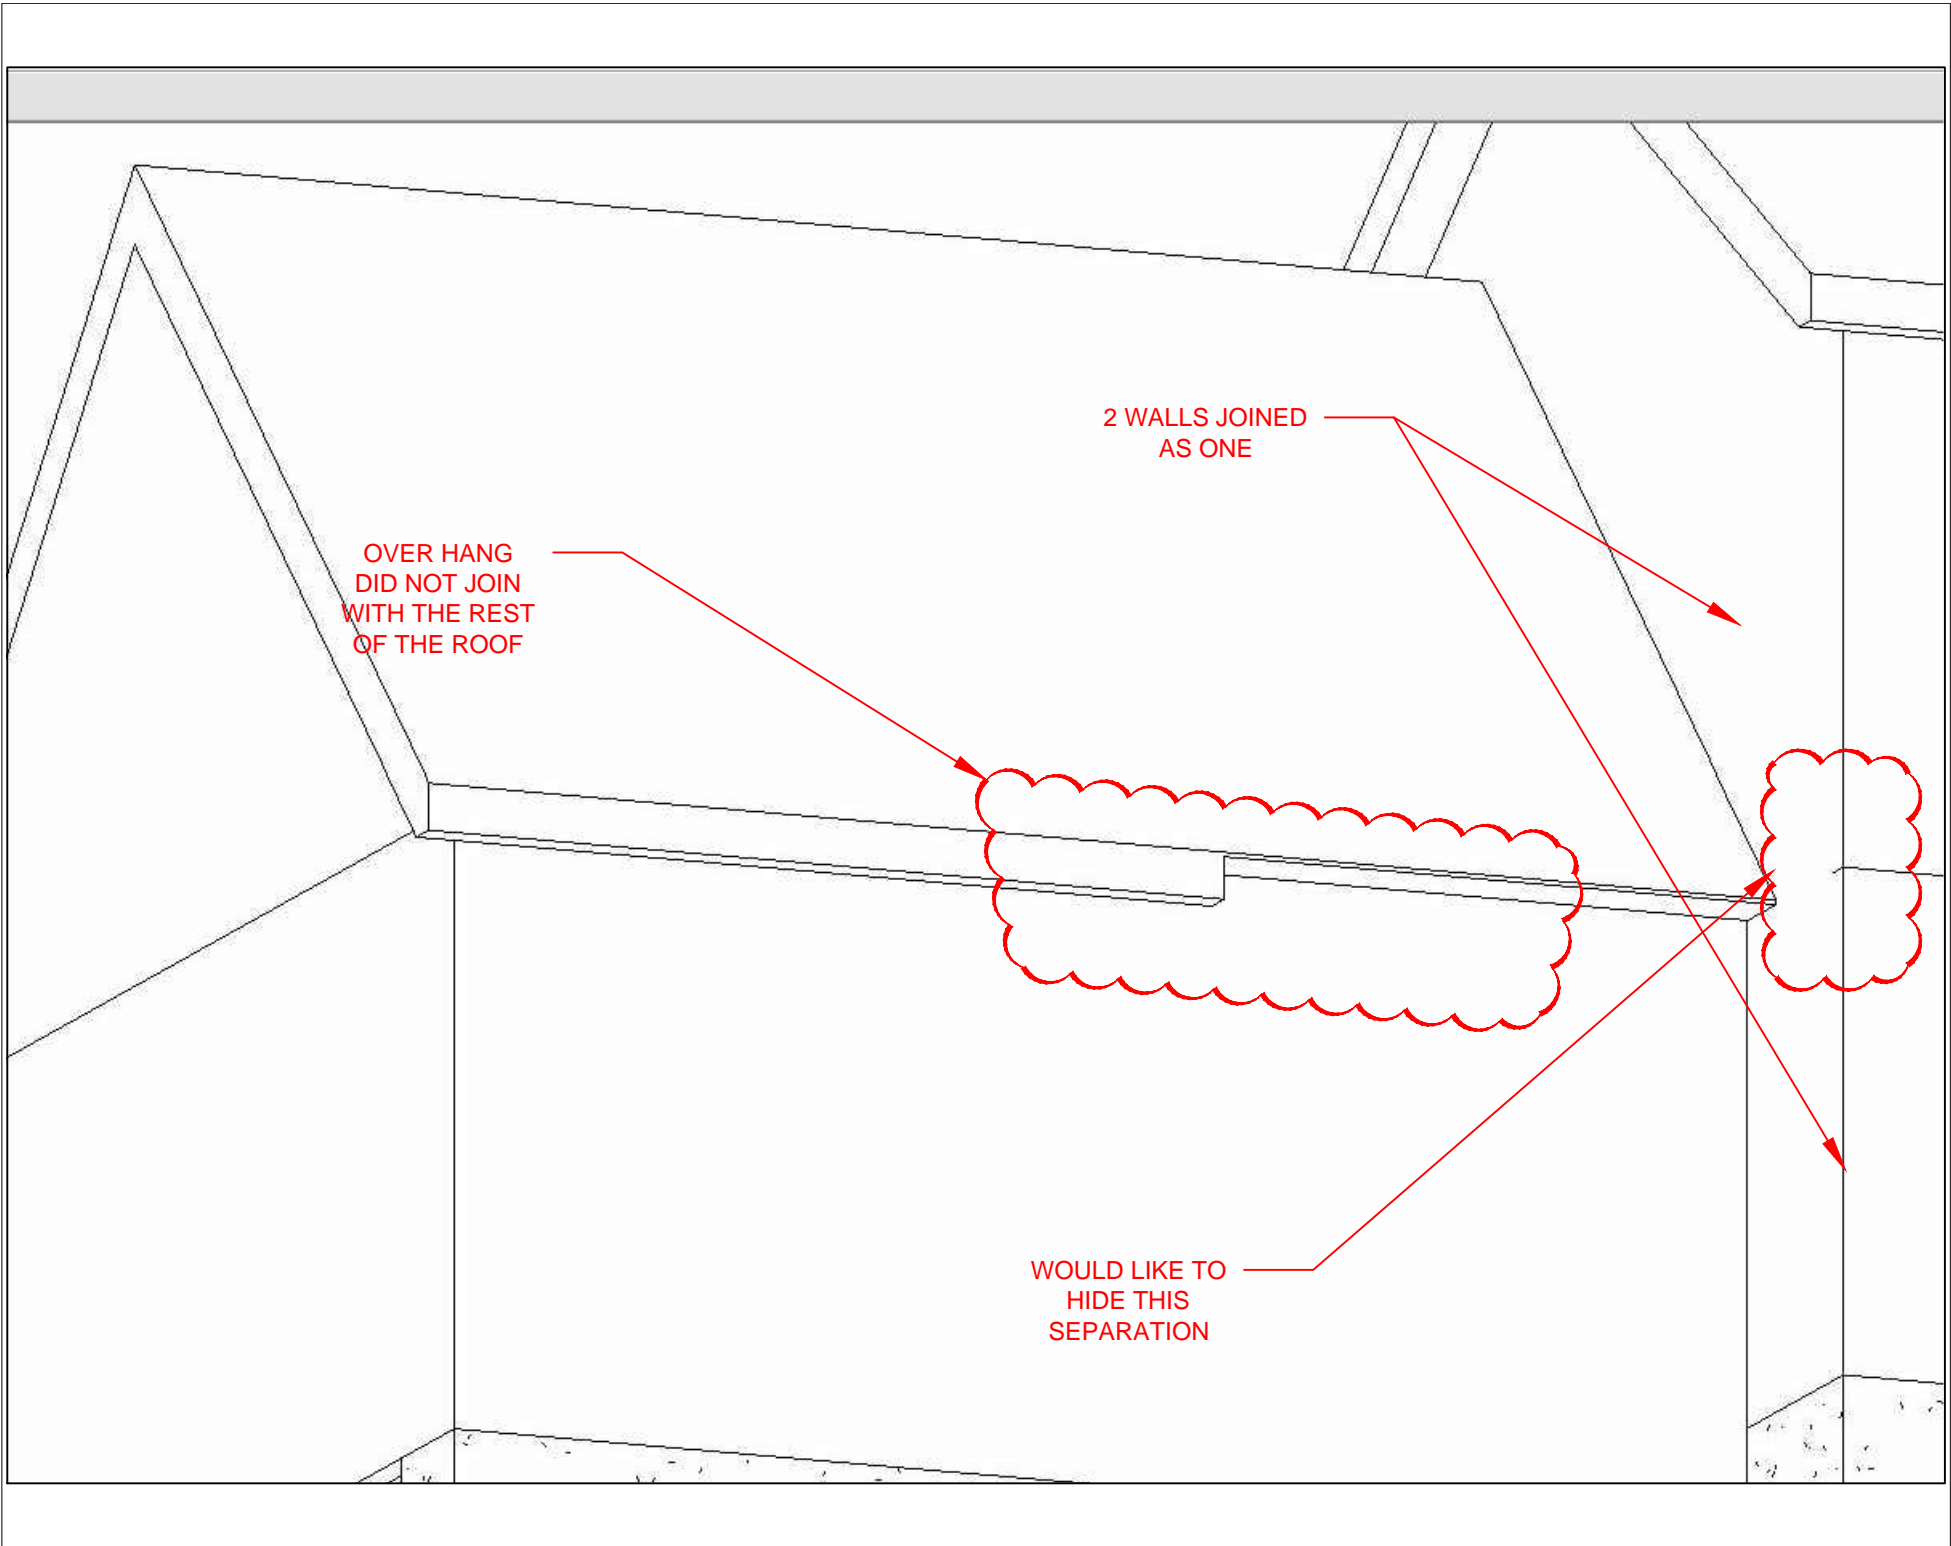 2 WALLS JOINED
AS ONE
OVER HANG
DID NOT JOIN
WITH THE REST
OF THE ROOF
WOULD LIKE TO
HIDE THIS
SEPARATION